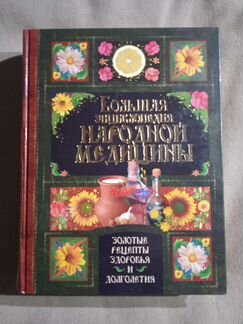 Большая
энциклопедия
народной
медицины
золотые
рецепты
здоровья
и
долголетия